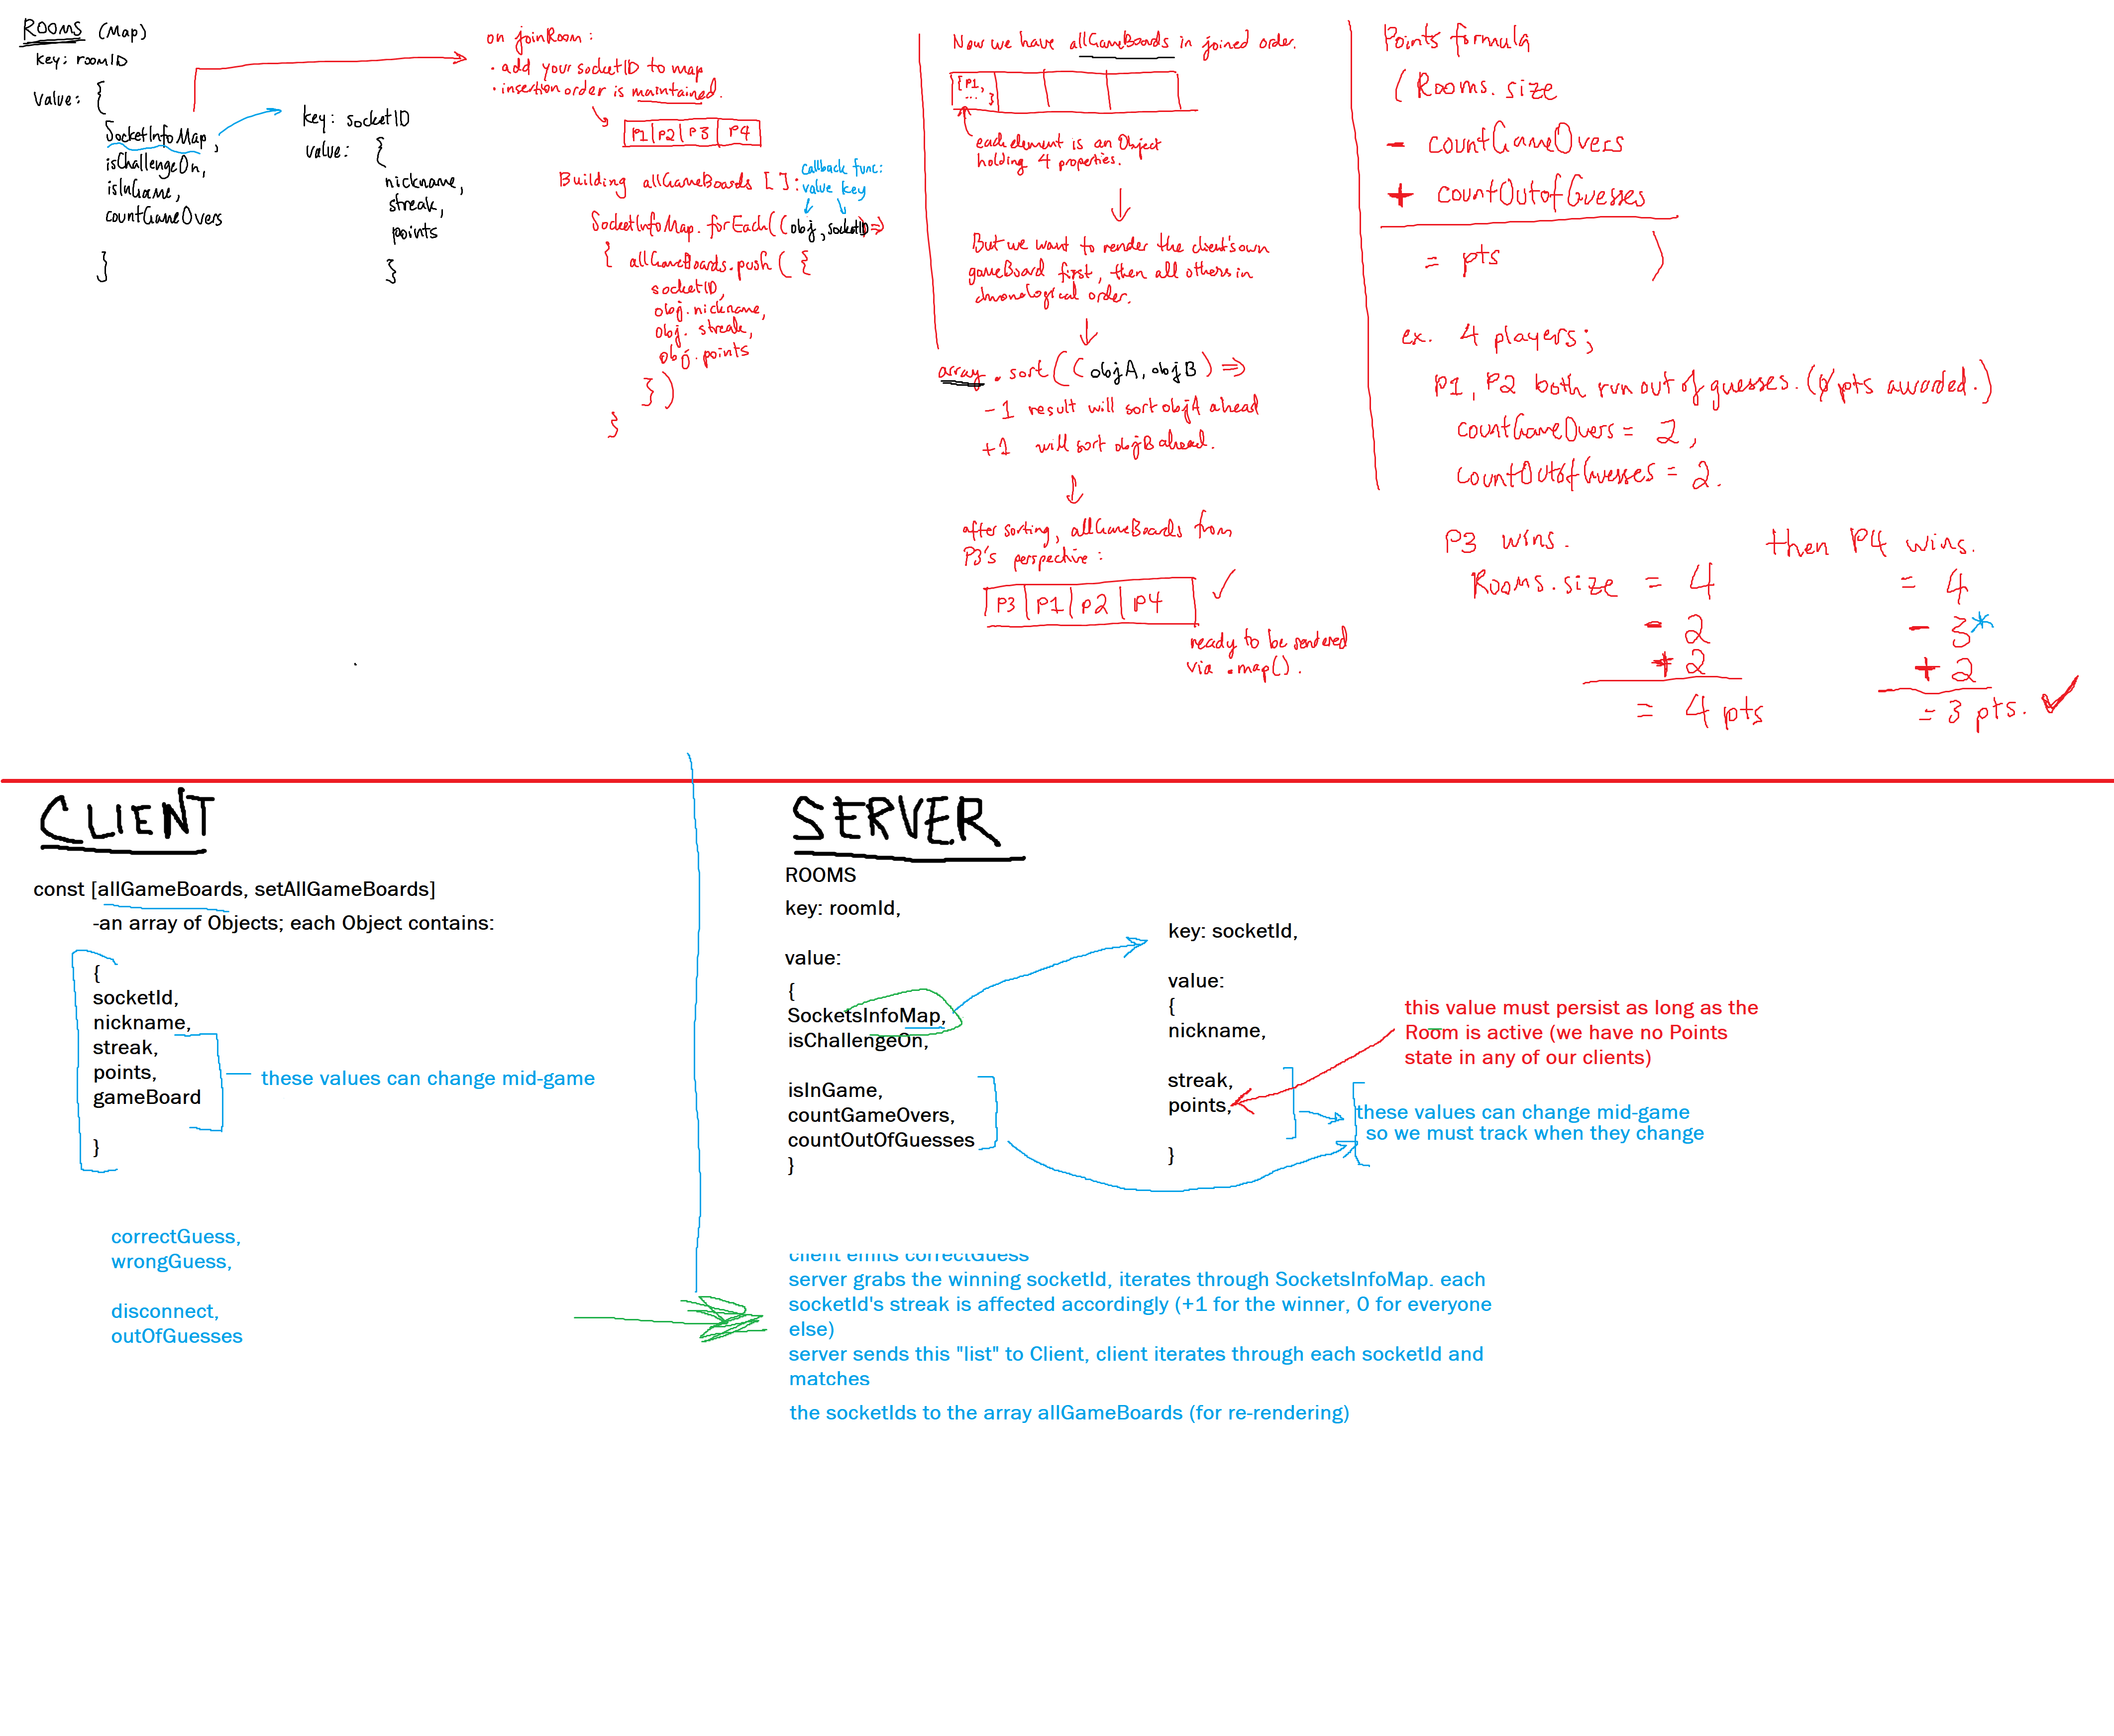 ROOMS (Map)
key: roomID
Value: {
SocketInfoMap,
isChallengeOn,
isInGame,
countGameOvers
}
key: socketID
value: {
nickname,
streak,
points
}
on joinRoom:
• add your socketID to map
• insertion order is maintained.
P1 | P2 | P3 | P4
Building allGameBoards []:
Callback func:
value key
SocketInfoMap.forEach((obj, socketID) =>
{ allGameBoards.push({
socketID,
obj.nickname,
obj.streak,
obj.points
})
}
Now we have allGameBoards in joined order.
{P1,
... }
each element is an Object
holding 4 properties.
But we want to render the client's own
gameBoard first, then all others in
chronological order.
array.sort((objA, objB) =>
-1 result will sort objA ahead
+1 will sort objB ahead.
after sorting, allGameBoards from
P3's perspective:
P3 | P1 | P2 | P4
ready to be rendered
via .map().
Points formula
(Rooms.size
- countGameOvers
+ countOutofGuesses
= pts )
ex. 4 players;
P1, P2 both run out of guesses. (0 pts awarded.)
countGameOvers = 2,
countOutofGuesses = 2.
P3 wins.
Rooms.size = 4
- 2
+ 2
= 4 pts
then P4 wins.
= 4
- 3*
+ 2
= 3 pts.
CLIENT
const [allGameBoards, setAllGameBoards]
-an array of Objects; each Object contains:
{
socketId,
nickname,
streak,
points,
gameBoard
}
these values can change mid-game
correctGuess,
wrongGuess,
disconnect,
outOfGuesses
SERVER
ROOMS
key: roomId,
value:
{
SocketsInfoMap,
isChallengeOn,
isInGame,
countGameOvers,
countOutOfGuesses
}
key: socketId,
value:
{
nickname,
streak,
points,
}
this value must persist as long as the
Room is active (we have no Points
state in any of our clients)
these values can change mid-game
so we must track when they change
client emits correctGuess
server grabs the winning socketId, iterates through SocketsInfoMap. each
socketId's streak is affected accordingly (+1 for the winner, 0 for everyone
else)
server sends this "list" to Client, client iterates through each socketId and
matches
the socketIds to the array allGameBoards (for re-rendering)